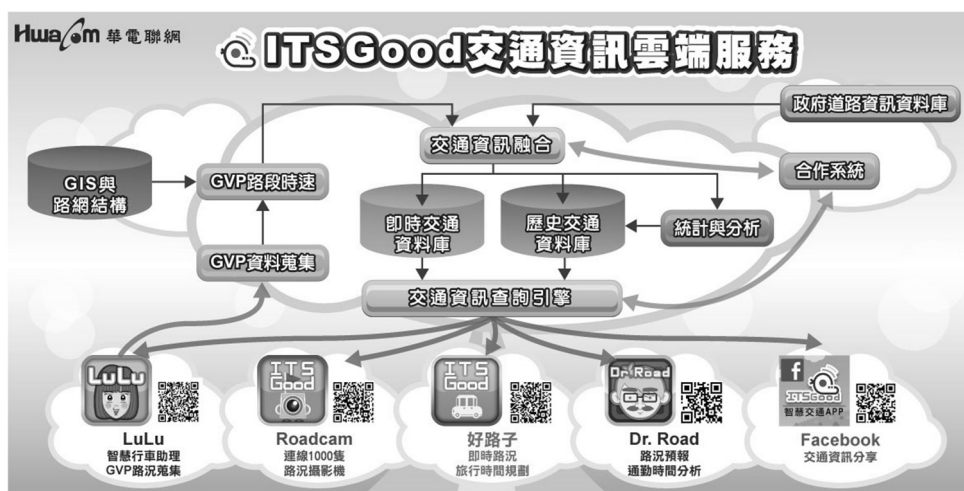 HwaCom 華電聯網
ITSGood交通資訊雲端服務
政府道路資訊資料庫
交通資訊融合
合作系統
GIS與
路網結構
GVP路段時速
即時交通
資料庫
歷史交通
資料庫
統計與分析
GVP資料蒐集
交通資訊查詢引擎
LuLu
LuLu
智慧行車助理
GVP路況蒐集
ITS
Good
Roadcam
連線1000隻
路況攝影機
ITS
Good
好路子
即時路況
旅行時間規劃
Dr. Road
Dr. Road
路況預報
通勤時間分析
f
ITSGood
智慧交通APP
Facebook
交通資訊分享